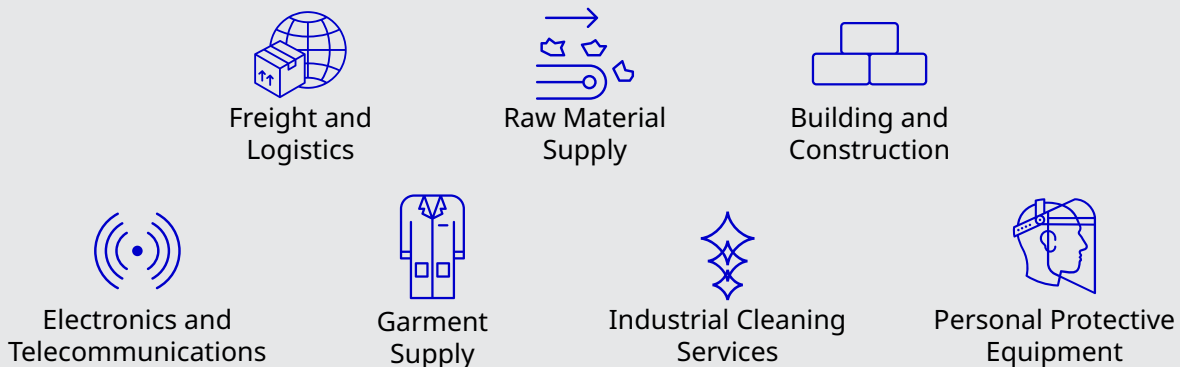 Freight and
Logistics
Raw Material
Supply
Building and
Construction
Electronics and
Telecommunications
Garment
Supply
Industrial Cleaning
Services
Personal Protective
Equipment